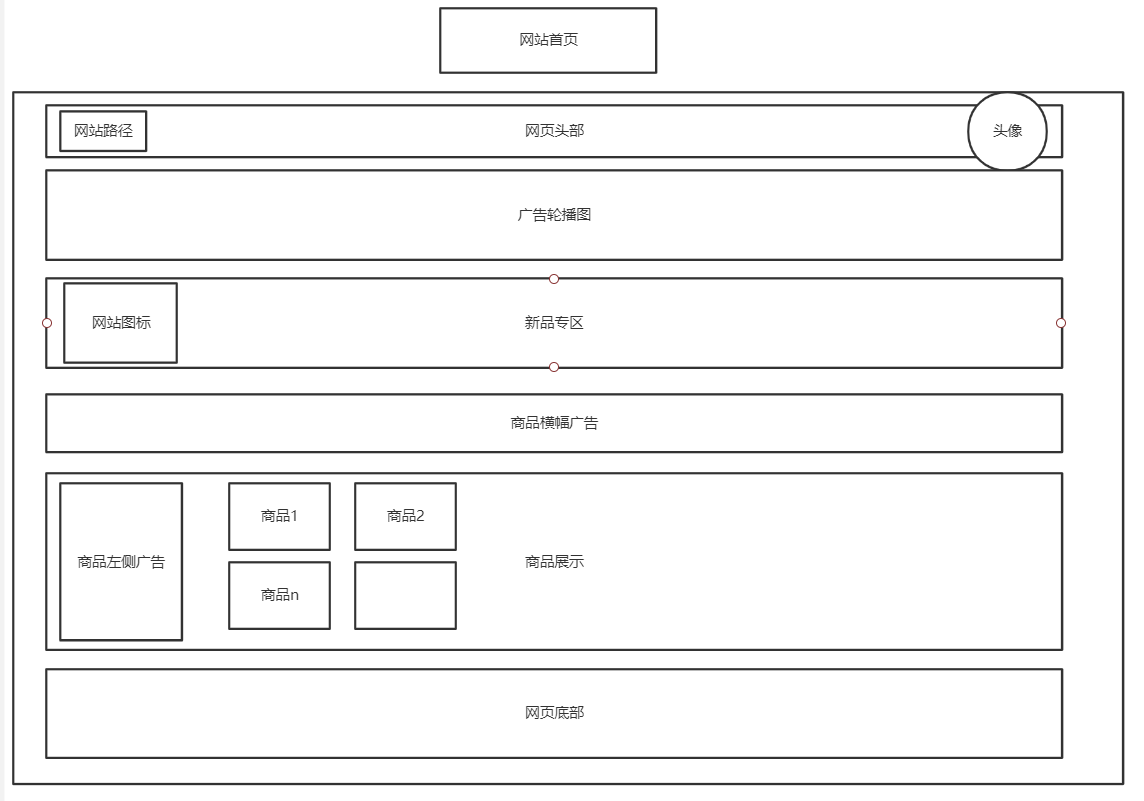 网站首页
网站路径
网页头部
头像
广告轮播图
网站图标
新品专区
商品横幅广告
商品左侧广告
商品1
商品2
商品n
商品展示
网页底部